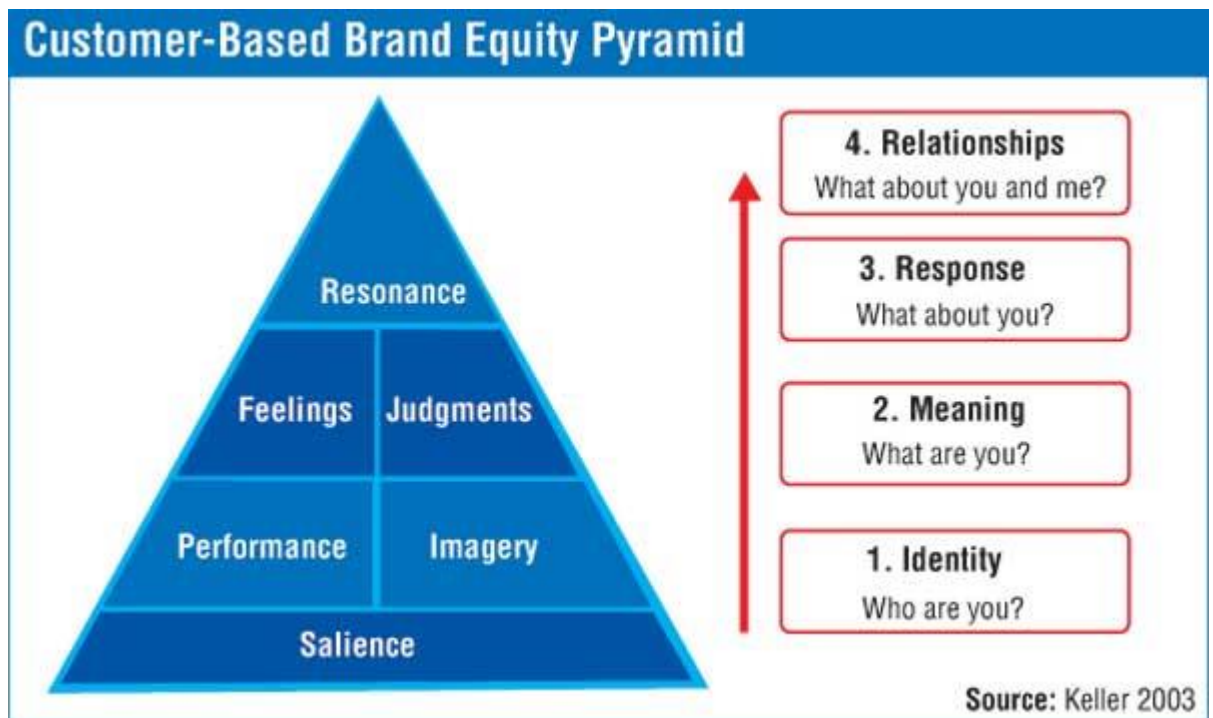 Customer-Based Brand Equity Pyramid
Resonance
Feelings
Judgments
Performance
Imagery
Salience
4. Relationships
What about you and me?
3. Response
What about you?
2. Meaning
What are you?
1. Identity
Who are you?
Source: Keller 2003